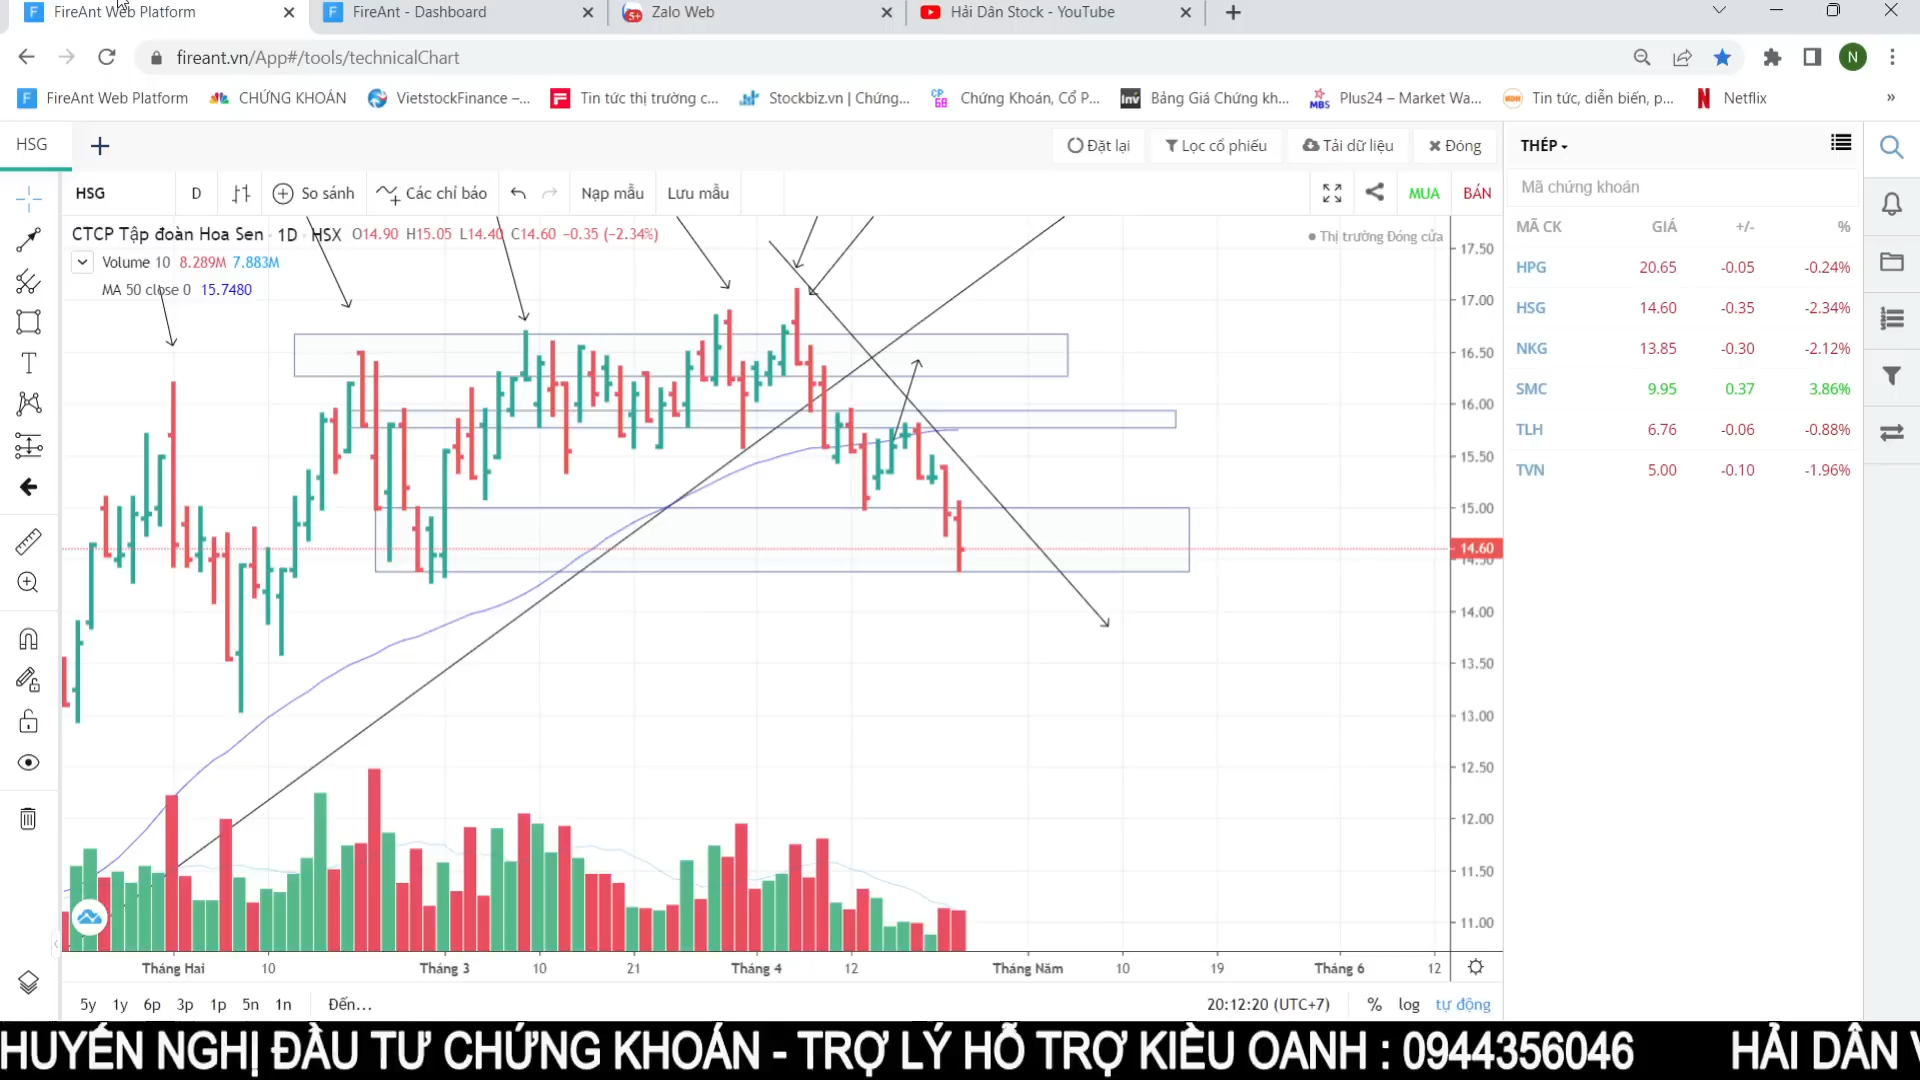 FireAnt Web Platform
FireAnt - Dashboard
5+
Zalo Web
Hải Dân Stock - YouTube
fireant.vn/App#/tools/technicalChart
N
FireAnt Web Platform
CHỨNG KHOÁN
VietstockFinance –...
Tin tức thị trường c...
Stockbiz.vn | Chứng...
Chứng Khoán, Cổ P...
Bảng Giá Chứng kh...
Plus24 – Market Wa...
Tin tức, diễn biến, p...
Netflix
»
HSG
Đặt lại
Lọc cổ phiếu
Tải dữ liệu
Đóng
THÉP
HSG
D
So sánh
Các chỉ báo
Nạp mẫu
Lưu mẫu
MUA
BÁN
Mã chứng khoán
CTCP Tập đoàn Hoa Sen · 1D · HSX O14.90 H15.05 L14.40 C14.60 −0.35 (−2.34%)
Thị trường Đóng cửa
Volume 10 8.289M 7.883M
MA 50 close 0 15.7480
MÃ CK GIÁ +/- %
HPG 20.65 -0.05 -0.24%
HSG 14.60 -0.35 -2.34%
NKG 13.85 -0.30 -2.12%
SMC 9.95 0.37 3.86%
TLH 6.76 -0.06 -0.88%
TVN 5.00 -0.10 -1.96%
17.50
17.00
16.50
16.00
15.50
15.00
14.60
14.50
14.00
13.50
13.00
12.50
12.00
11.50
11.00
Tháng Hai 10 Tháng 3 10 21 Tháng 4 12 Tháng Năm 10 19 Tháng 6 12
5y 1y 6p 3p 1p 5n 1n Đến...
20:12:20 (UTC+7) % log tự động
HUYẾN NGHỊ ĐẦU TƯ CHỨNG KHOÁN - TRỢ LÝ HỖ TRỢ KIỀU OANH : 0944356046 HẢI DÂN V